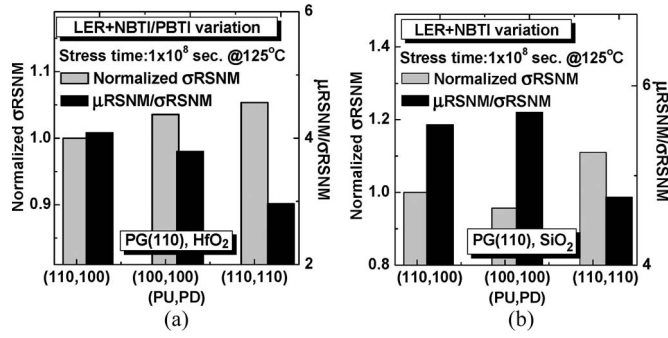 LER+NBTI/PBTI variation
Stress time:1x10⁸ sec. @125°C
Normalized σRSNM
μRSNM/σRSNM
PG(110), HfO₂
Normalized σRSNM
1.1
1.0
0.9
μRSNM/σRSNM
6
4
2
(110,100) (100,100) (110,110)
(PU,PD)
(a)
LER+NBTI variation
Stress time:1x10⁸ sec. @125°C
Normalized σRSNM
μRSNM/σRSNM
PG(110), SiO₂
Normalized σRSNM
1.4
1.2
1.0
0.8
μRSNM/σRSNM
6
4
(110,100) (100,100) (110,110)
(PU,PD)
(b)